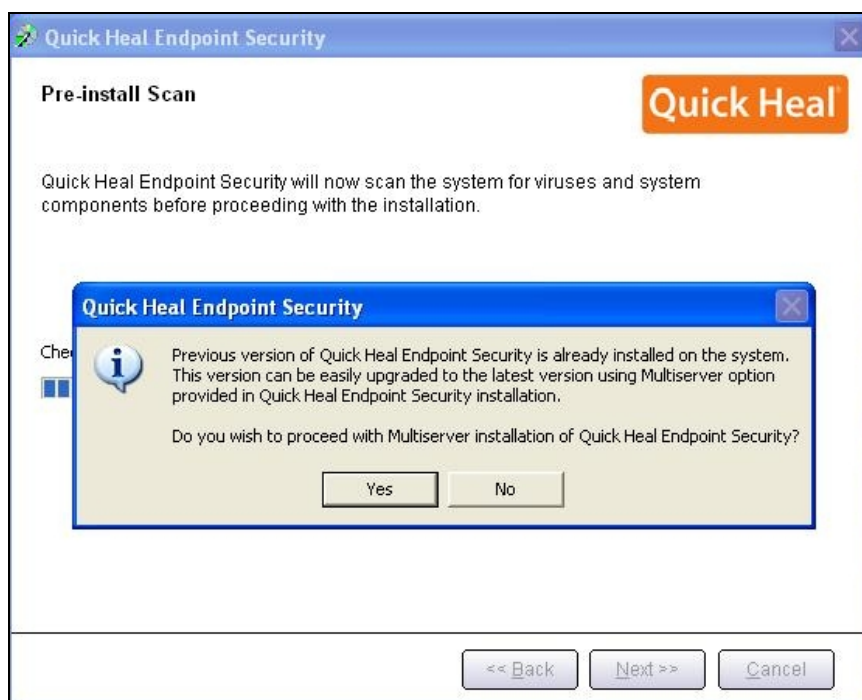 Quick Heal Endpoint Security
Pre-install Scan
Quick Heal
Quick Heal Endpoint Security will now scan the system for viruses and system
components before proceeding with the installation.
Quick Heal Endpoint Security
Previous version of Quick Heal Endpoint Security is already installed on the system.
This version can be easily upgraded to the latest version using Multiserver option
provided in Quick Heal Endpoint Security installation.
Do you wish to proceed with Multiserver installation of Quick Heal Endpoint Security?
Yes No
<< Back Next >> Cancel